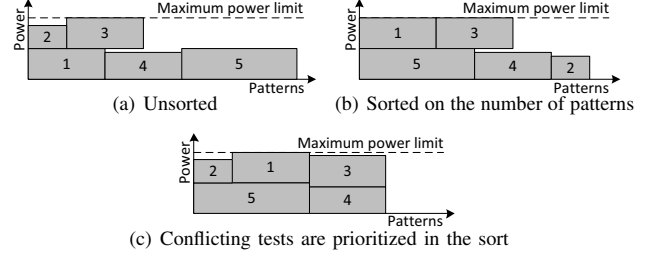 Maximum power limit
Power
2 3
1 4 5
Patterns
(a) Unsorted
Maximum power limit
Power
1 3
5 4 2
Patterns
(b) Sorted on the number of patterns
Maximum power limit
Power
2 1 3
5 4
Patterns
(c) Conflicting tests are prioritized in the sort